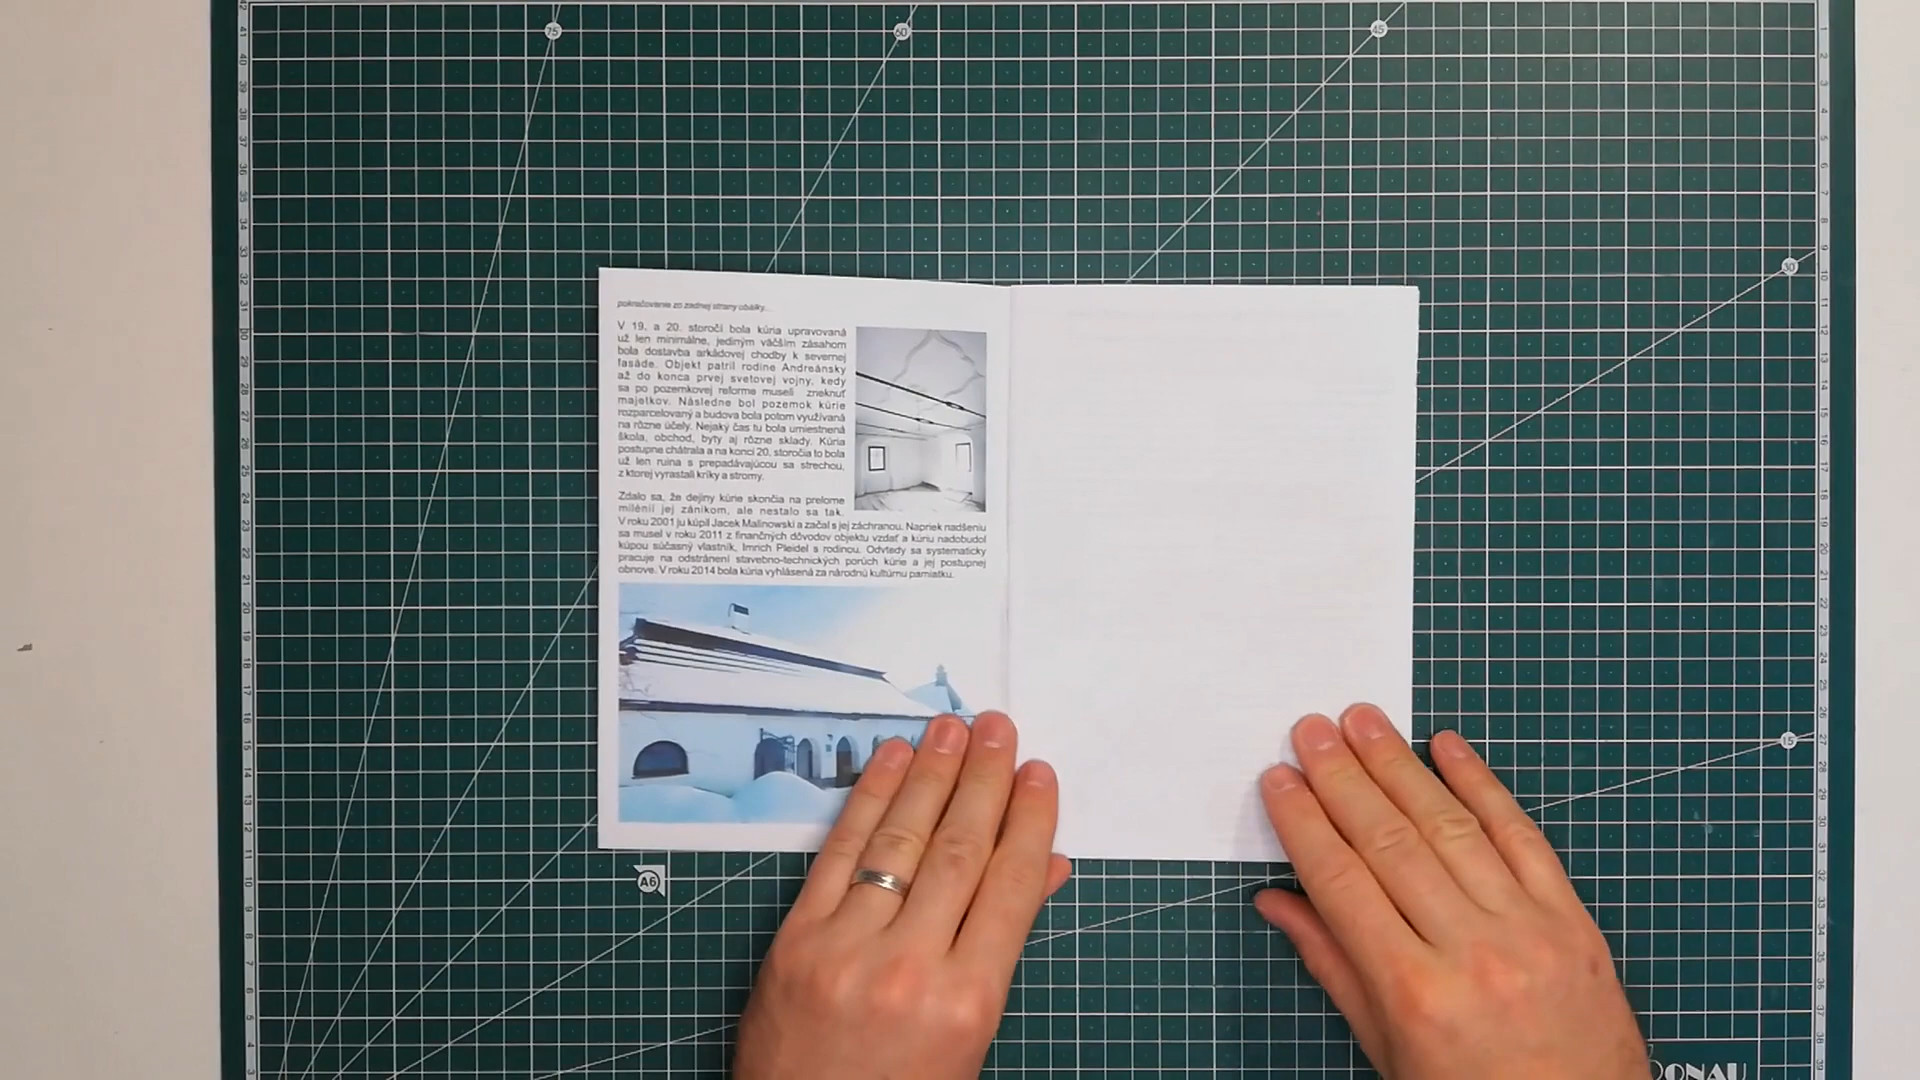 pokračovanie zo zadnej strany obálky...
V 19. a 20. storočí bola kúria upravovaná
už len minimálne, jediným väčším zásahom
bola dostavba arkádovej chodby k severnej
fasáde. Objekt patril rodine Andreánsky
až do konca prvej svetovej vojny, kedy
sa po pozemkovej reforme museli zrieknuť
majetkov. Následne bol pozemok kúrie
rozparcelovaný a budova bola potom využívaná
na rôzne účely. Nejaký čas tu bola umiestnená
škola, obchod, byty aj rôzne sklady. Kúria
postupne chátrala a na konci 20. storočia to bola
už len ruina s prepadávajúcou sa strechou,
z ktorej vyrastali kríky a stromy.
Zdalo sa, že dejiny kúrie skončia na prelome
milénií jej zánikom, ale nestalo sa tak.
V roku 2001 ju kúpil Jacek Malinowski a začal s jej záchranou. Napriek nadšeniu
sa musel v roku 2011 z finančných dôvodov objektu vzdať a kúriu nadobudol
kúpou súčasný vlastník, Imrich Pleidel s rodinou. Odvtedy sa systematicky
pracuje na odstránení stavebno-technických porúch kúrie a jej postupnej
obnove. V roku 2014 bola kúria vyhlásená za národnú kultúrnu pamiatku.
75
60
45
30
15
A6
DONAU